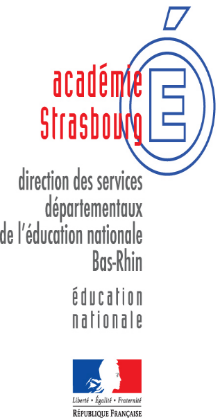 académie
Strasbourg
É
direction des services
départementaux
de l'éducation nationale
Bas-Rhin
éducation
nationale
Liberté • Égalité • Fraternité
RÉPUBLIQUE FRANÇAISE